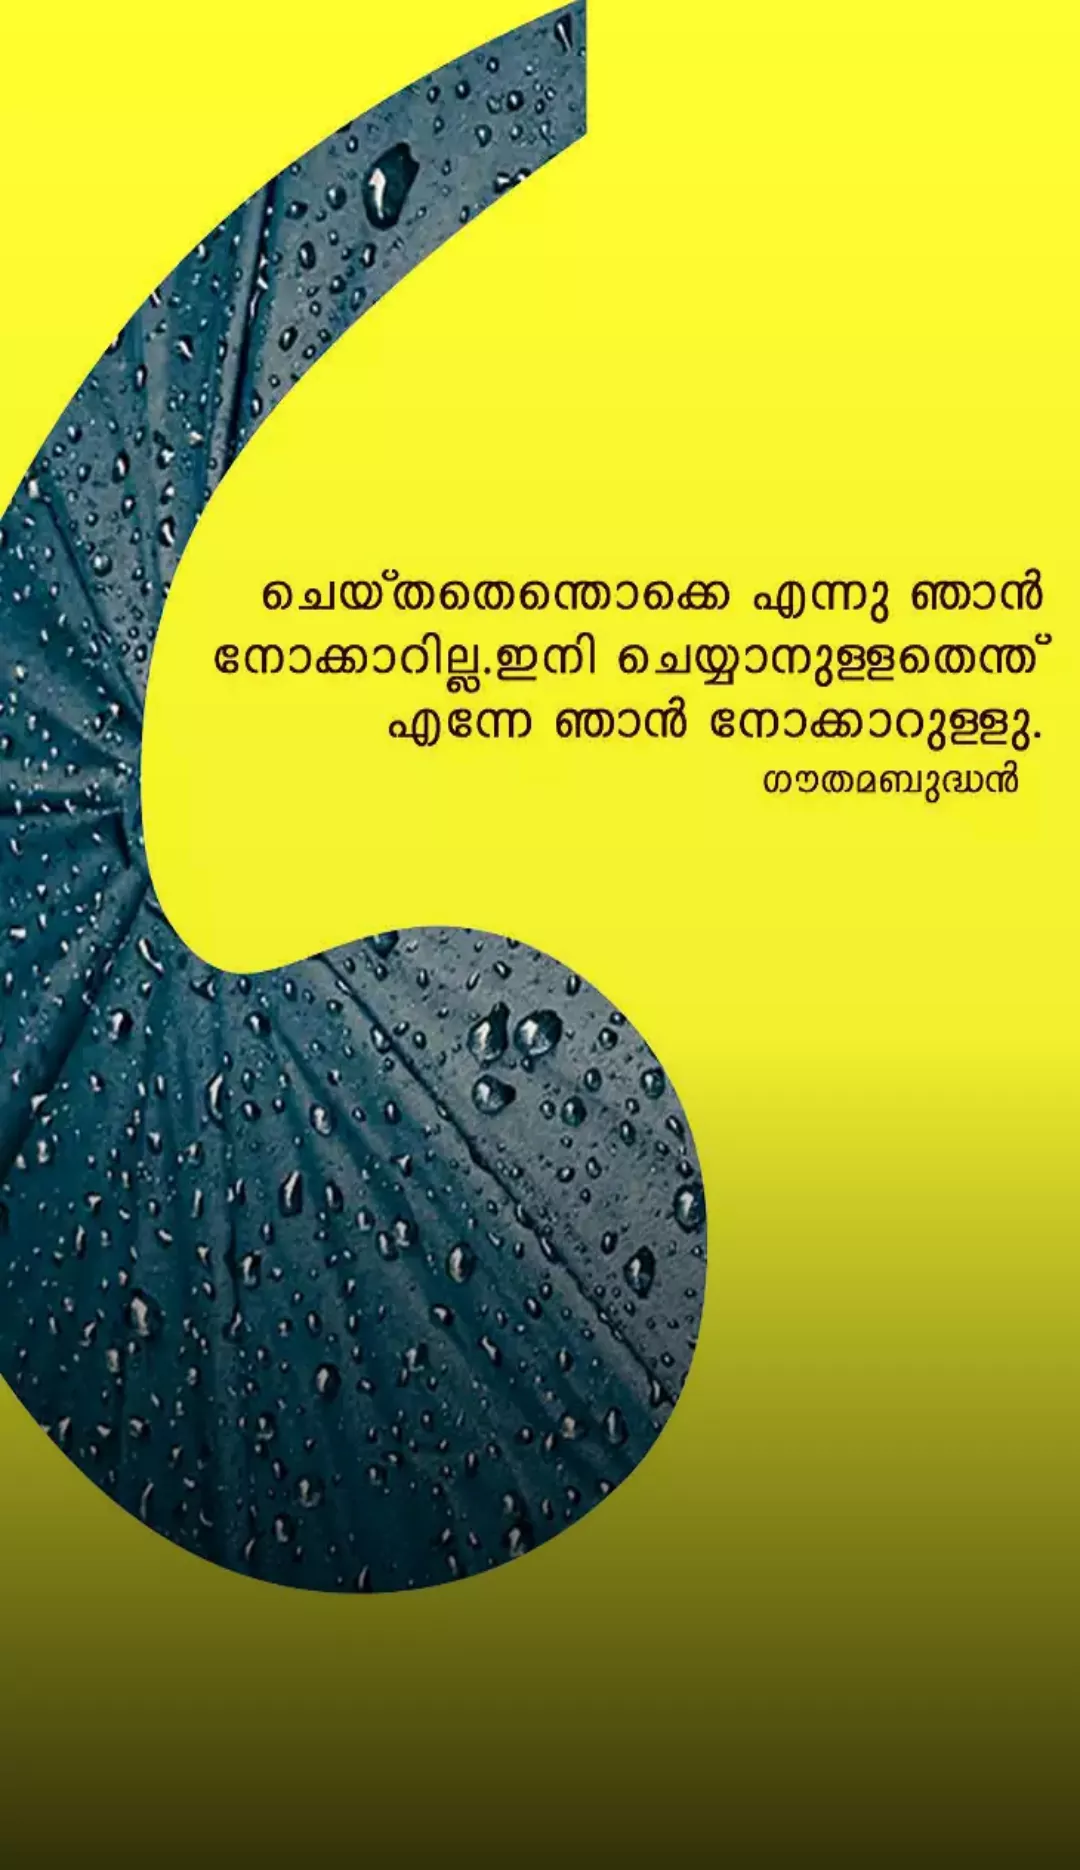 ചെയ്തതെന്തൊക്കെ എന്നു ഞാൻ
നോക്കാറില്ല.ഇനി ചെയ്യാനുള്ളതെന്ത്
എന്നേ ഞാൻ നോക്കാറുള്ളു.
ഗൗതമബുദ്ധൻ